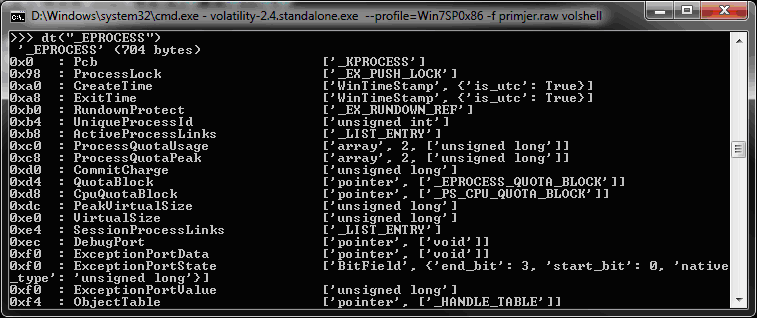 D:\Windows\system32\cmd.exe - volatility-2.4.standalone.exe --profile=Win7SP0x86 -f primjer.raw volshell
>>> dt("_EPROCESS")
 '_EPROCESS' (704 bytes)
0x0   : Pcb                            ['_KPROCESS']
0x98  : ProcessLock                    ['_EX_PUSH_LOCK']
0xa0  : CreateTime                     ['WinTimeStamp', {'is_utc': True}]
0xa8  : ExitTime                       ['WinTimeStamp', {'is_utc': True}]
0xb0  : RundownProtect                 ['_EX_RUNDOWN_REF']
0xb4  : UniqueProcessId                ['unsigned int']
0xb8  : ActiveProcessLinks             ['_LIST_ENTRY']
0xc0  : ProcessQuotaUsage              ['array', 2, ['unsigned long']]
0xc8  : ProcessQuotaPeak               ['array', 2, ['unsigned long']]
0xd0  : CommitCharge                   ['unsigned long']
0xd4  : QuotaBlock                     ['pointer', ['_EPROCESS_QUOTA_BLOCK']]
0xd8  : CpuQuotaBlock                  ['pointer', ['_PS_CPU_QUOTA_BLOCK']]
0xdc  : PeakVirtualSize                ['unsigned long']
0xe0  : VirtualSize                    ['unsigned long']
0xe4  : SessionProcessLinks            ['_LIST_ENTRY']
0xec  : DebugPort                      ['pointer', ['void']]
0xf0  : ExceptionPortData              ['pointer', ['void']]
0xf0  : ExceptionPortState             ['BitField', {'end_bit': 3, 'start_bit': 0, 'native
_type': 'unsigned long'}]
0xf0  : ExceptionPortValue             ['unsigned long']
0xf4  : ObjectTable                    ['pointer', ['_HANDLE_TABLE']]